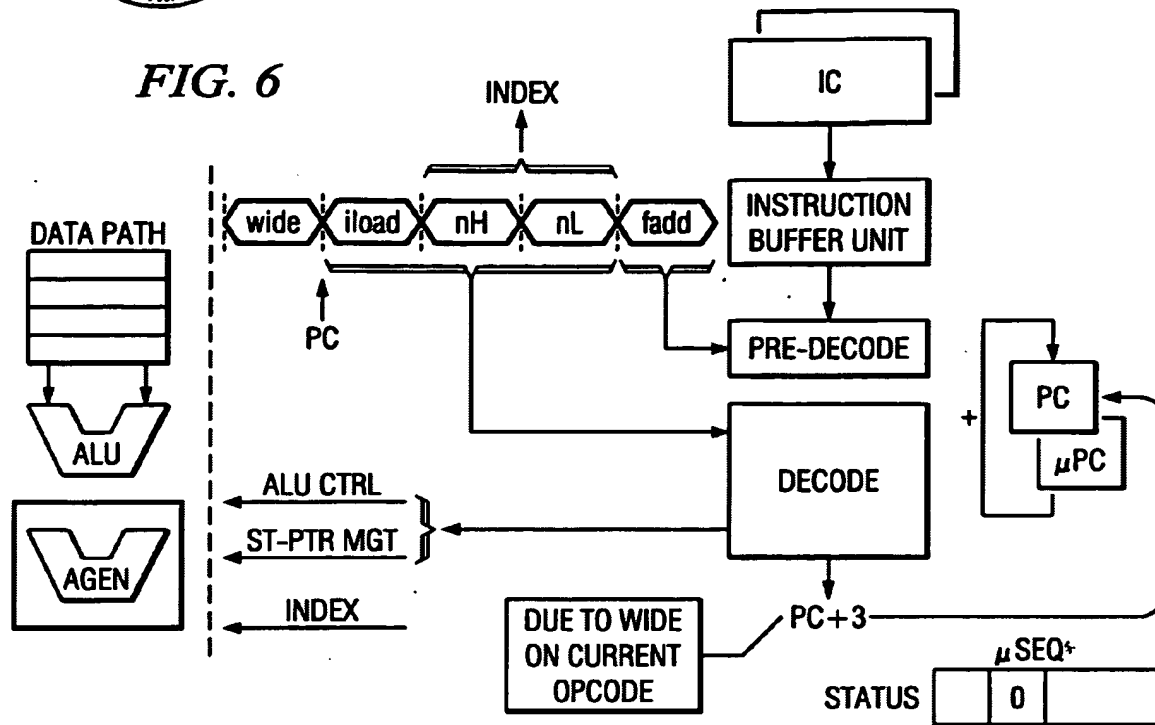 FIG. 6
IC
INDEX
wide
iload
nH
nL
fadd
INSTRUCTION
BUFFER UNIT
DATA PATH
PC
PRE-DECODE
ALU
DECODE
+
PC
μPC
ALU CTRL
ST-PTR MGT
AGEN
INDEX
DUE TO WIDE
ON CURRENT
OPCODE
PC+3
μSEQ
STATUS
0